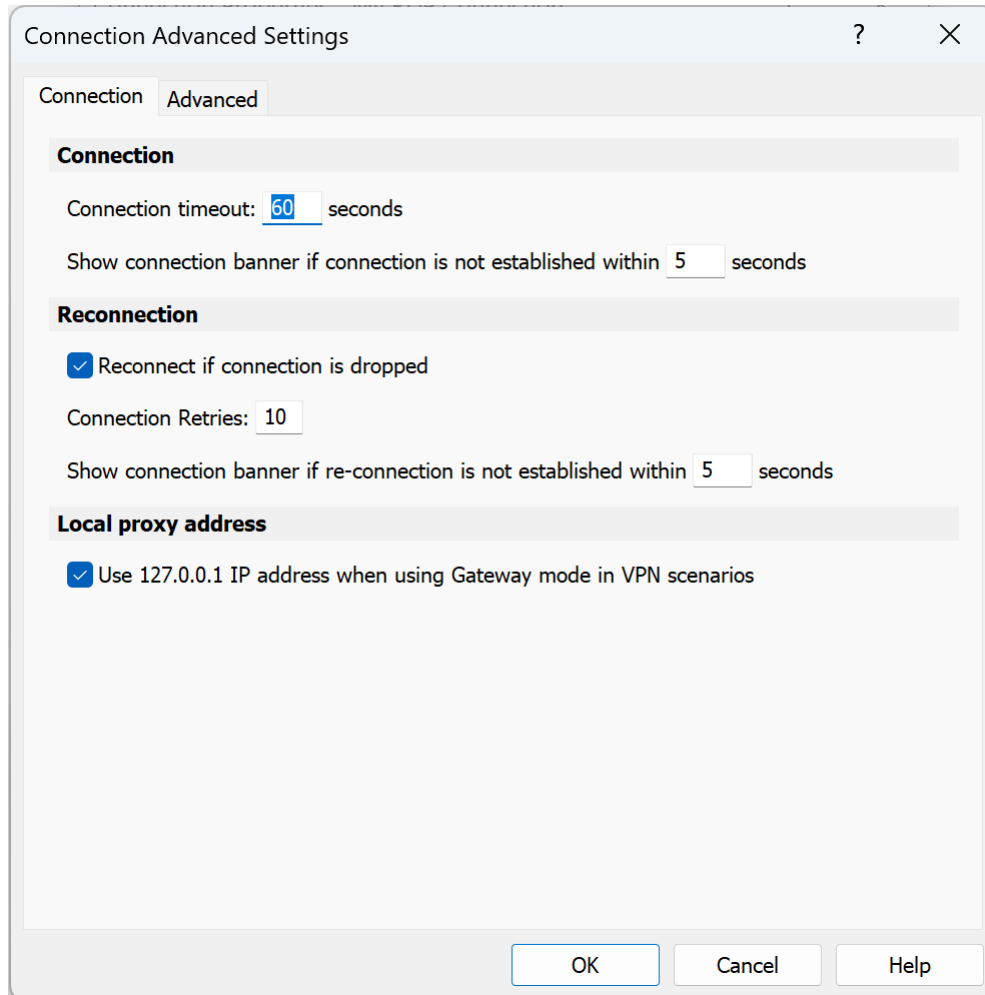 Connection Advanced Settings ?
Connection Advanced
Connection
Connection timeout: 60 seconds
Show connection banner if connection is not established within 5 seconds
Reconnection
Reconnect if connection is dropped
Connection Retries: 10
Show connection banner if re-connection is not established within 5 seconds
Local proxy address
Use 127.0.0.1 IP address when using Gateway mode in VPN scenarios
OK Cancel Help